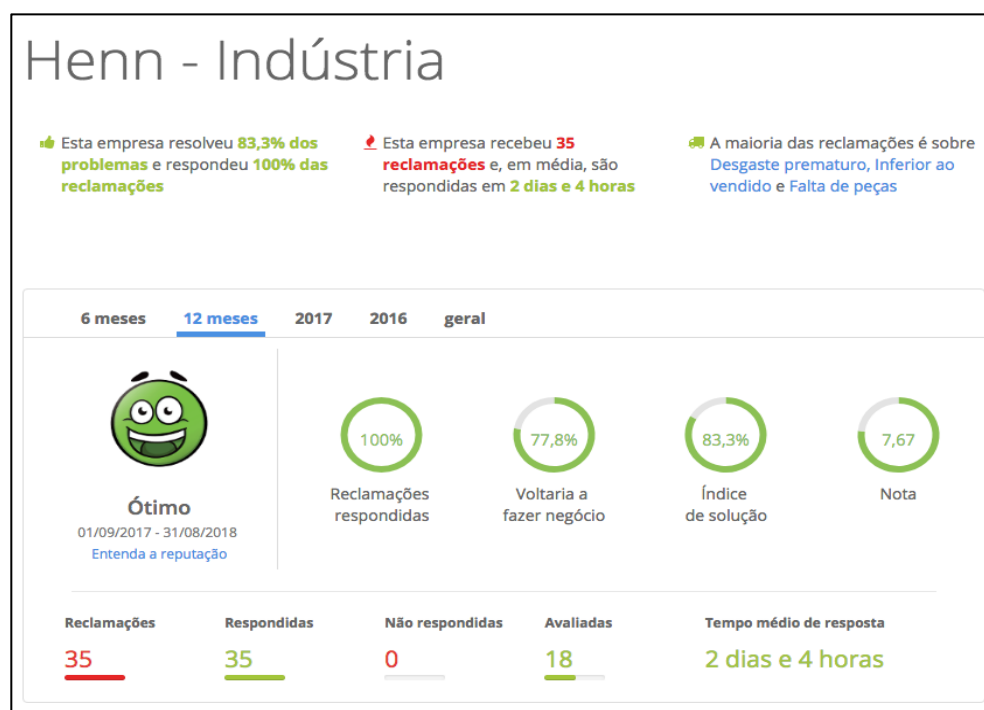 Henn - Indústria
Esta empresa resolveu 83,3% dos
problemas e respondeu 100% das
reclamações
Esta empresa recebeu 35
reclamações e, em média, são
respondidas em 2 dias e 4 horas
A maioria das reclamações é sobre
Desgaste prematuro, Inferior ao
vendido e Falta de peças
6 meses 12 meses 2017 2016 geral
Ótimo
01/09/2017 - 31/08/2018
Entenda a reputação
100%
Reclamações
respondidas
77,8%
Voltaria a
fazer negócio
83,3%
Índice
de solução
7,67
Nota
Reclamações
35
Respondidas
35
Não respondidas
0
Avaliadas
18
Tempo médio de resposta
2 dias e 4 horas